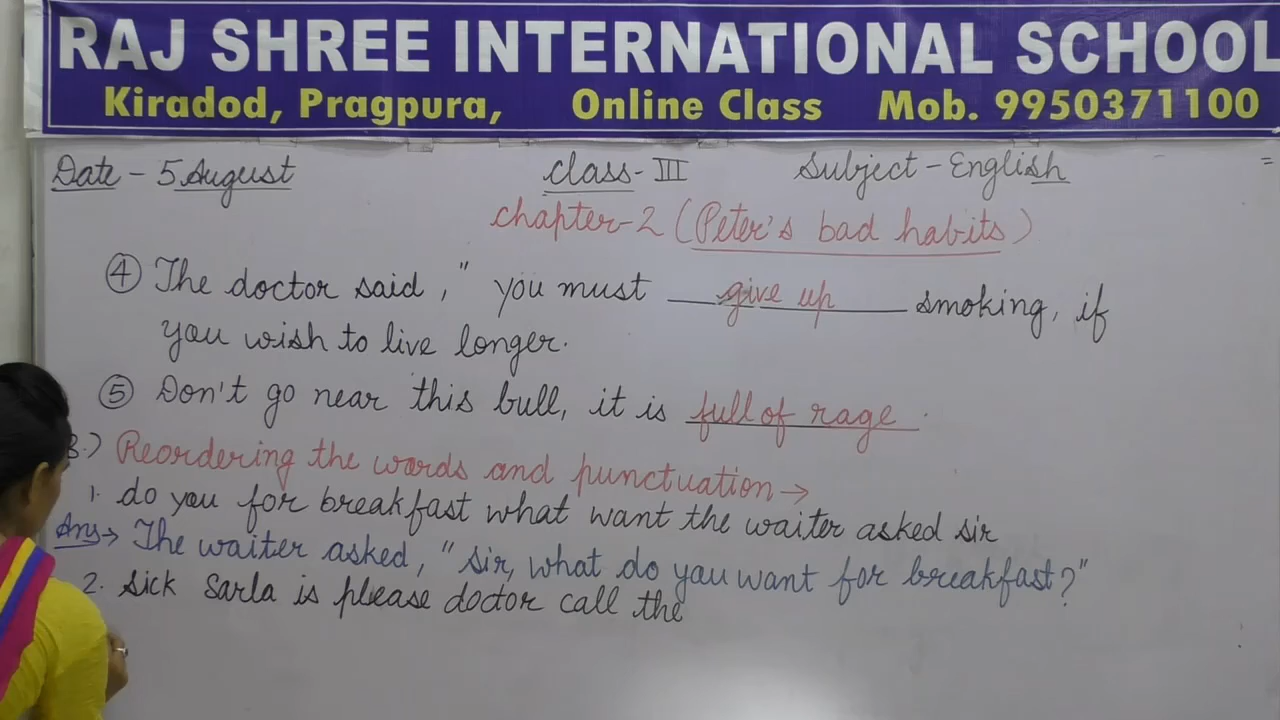 RAJ SHREE INTERNATIONAL SCHOOL
Kiradod, Pragpura, Online Class Mob. 9950371100
Date - 5 August Class - III Subject - English
Chapter-2 (Peter's bad habits)
④ The doctor said, " you must give up smoking, if
you wish to live longer.
⑤ Don't go near this bull, it is full of rage.
B.) Reordering the words and punctuation →
1. do you for breakfast what want the waiter asked sir
Ans → The waiter asked, " Sir, what do you want for breakfast?"
2. Sick Sarla is please doctor call the